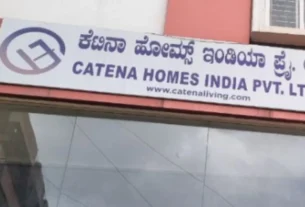 ಕೆಟಿನಾ ಹೋಮ್ಸ್ ಇಂಡಿಯಾ ಪ್ರೈ.
CATENA HOMES INDIA PVT. LT
www.catenaliving.com